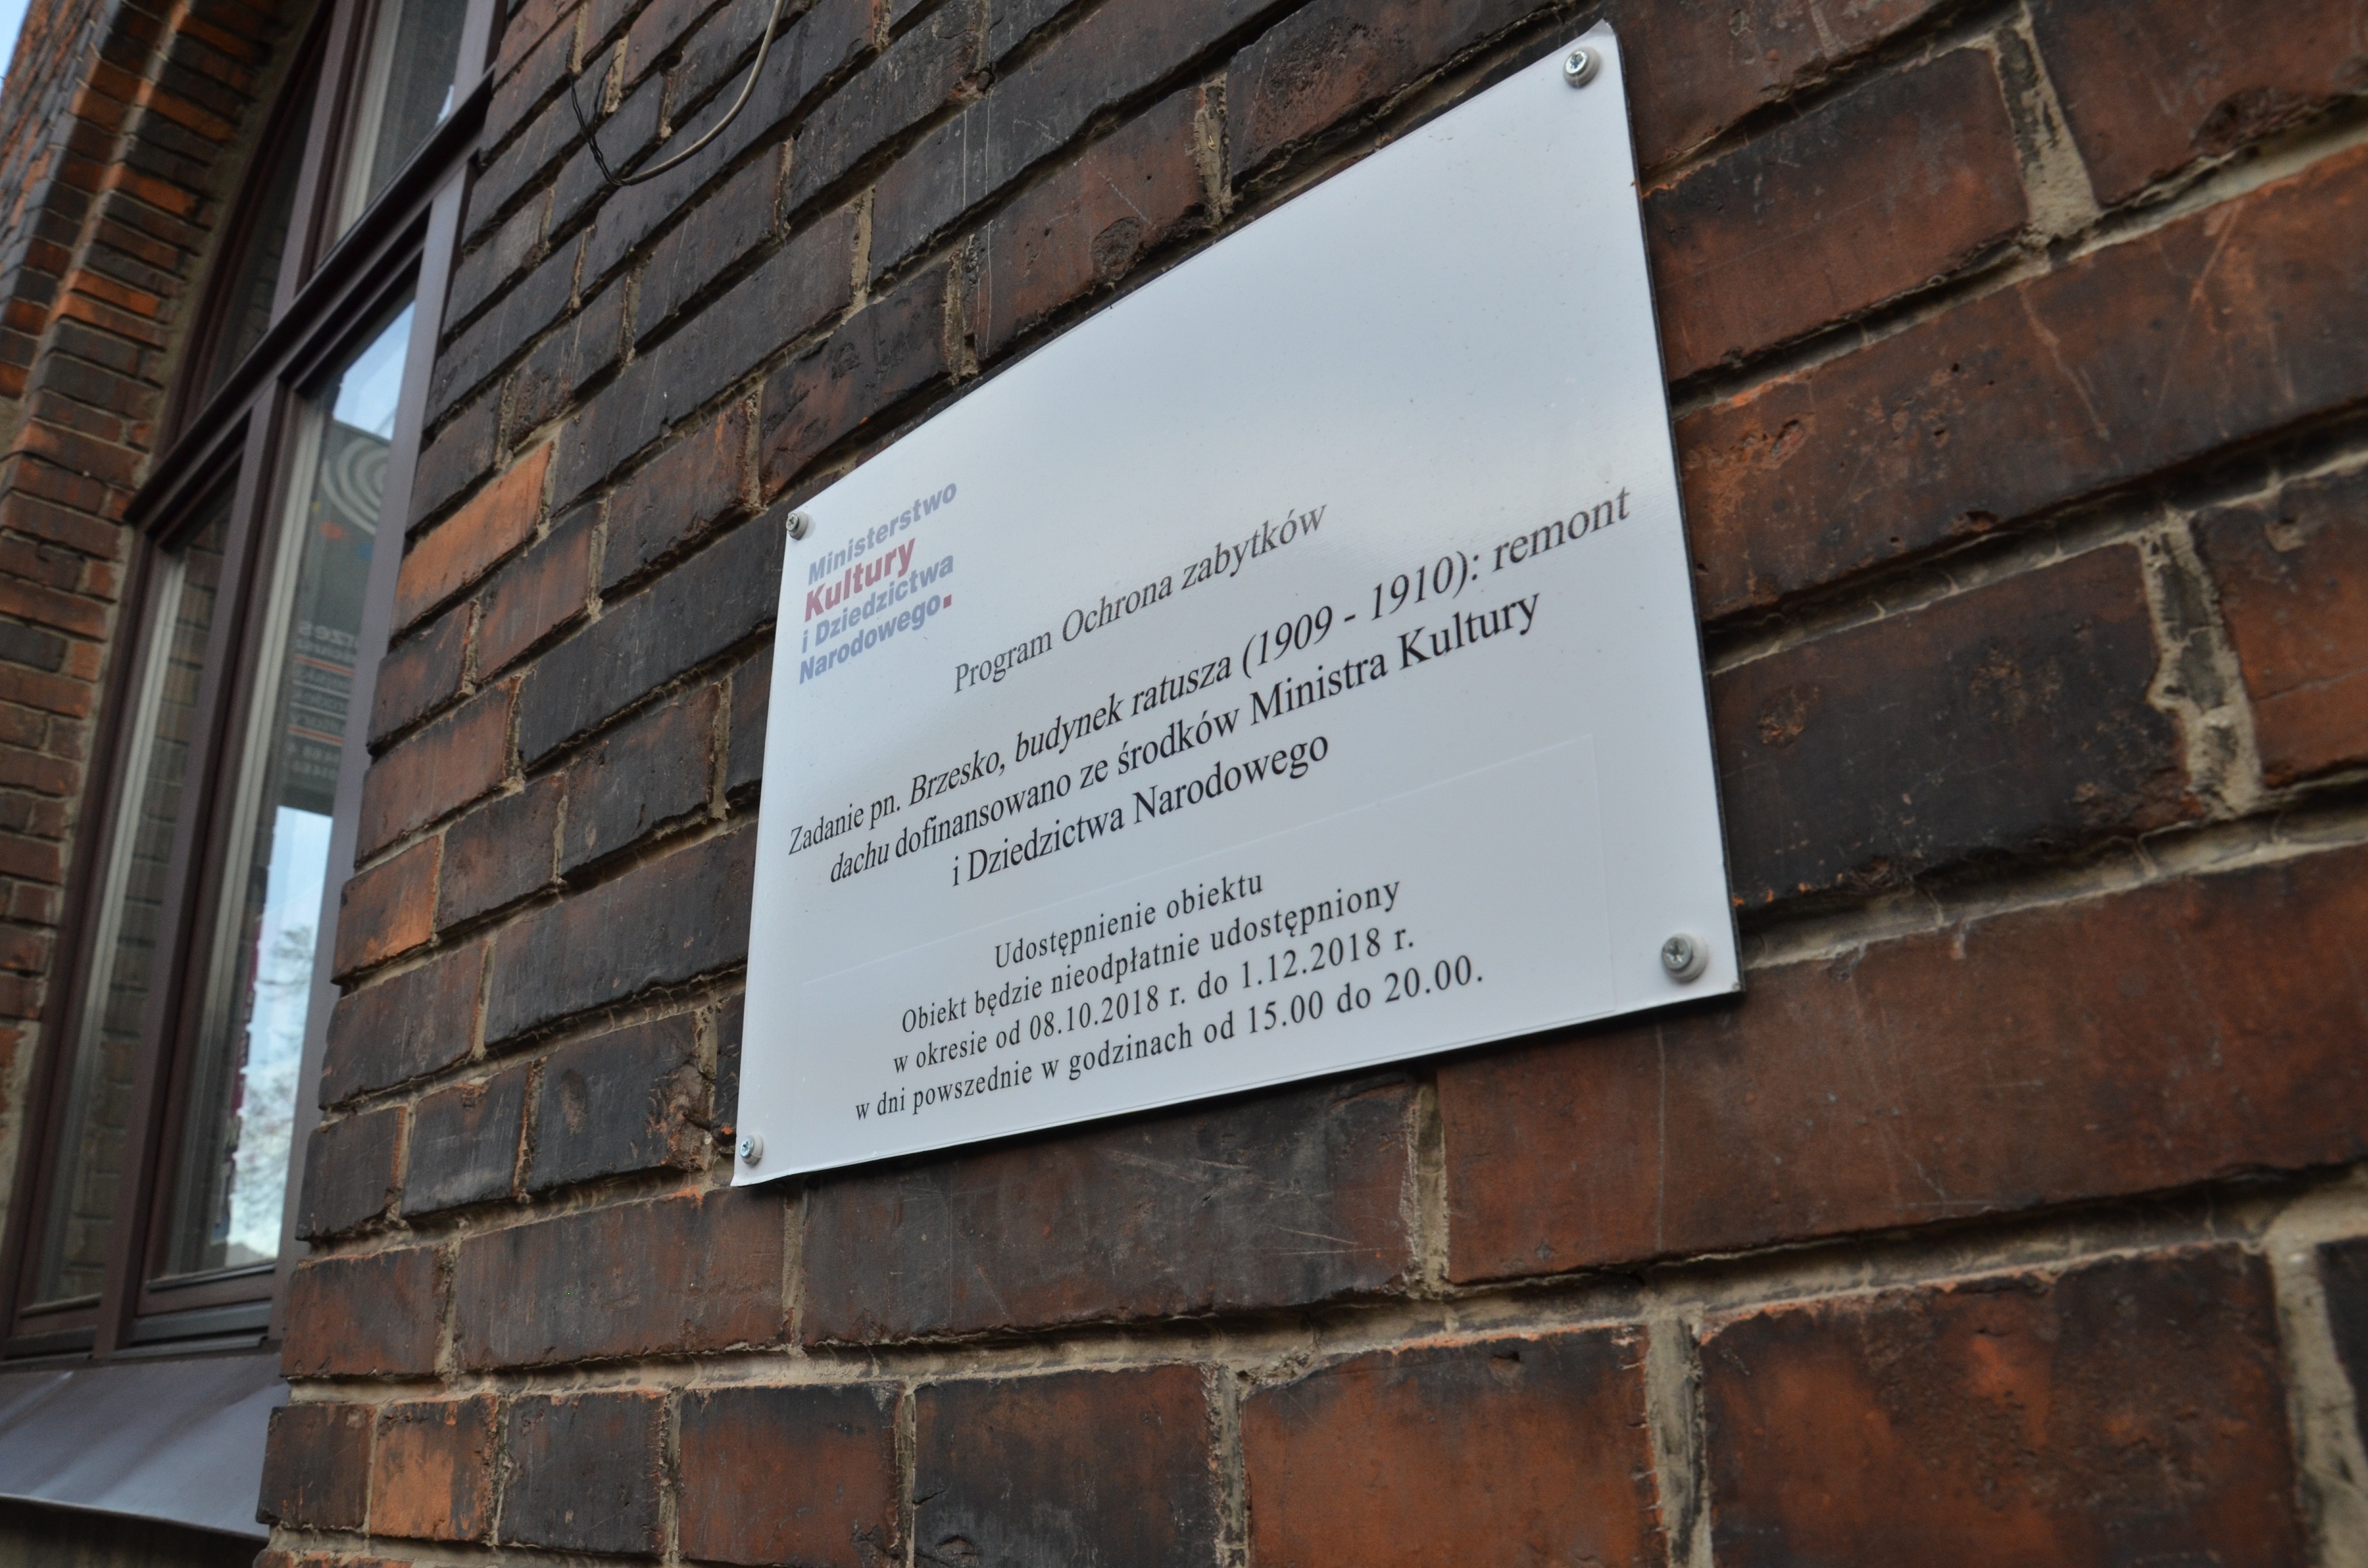 Ministerstwo
Kultury
i Dziedzictwa
Narodowego.
Program Ochrona zabytków
Zadanie pn. Brzesko, budynek ratusza (1909 - 1910): remont
dachu dofinansowano ze środków Ministra Kultury
i Dziedzictwa Narodowego
Udostępnienie obiektu
Obiekt będzie nieodpłatnie udostępniony
w okresie od 08.10.2018 r. do 1.12.2018 r.
w dni powszednie w godzinach od 15.00 do 20.00.